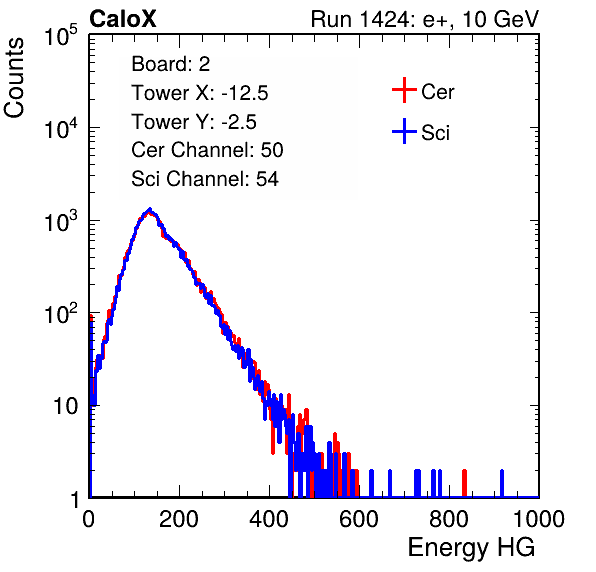 CaloX Run 1424: e+, 10 GeV
Counts
Board: 2
Tower X: -12.5
Tower Y: -2.5
Cer Channel: 50
Sci Channel: 54
Cer
Sci
10^5
10^4
10^3
10^2
10
1
0 200 400 600 800 1000
Energy HG